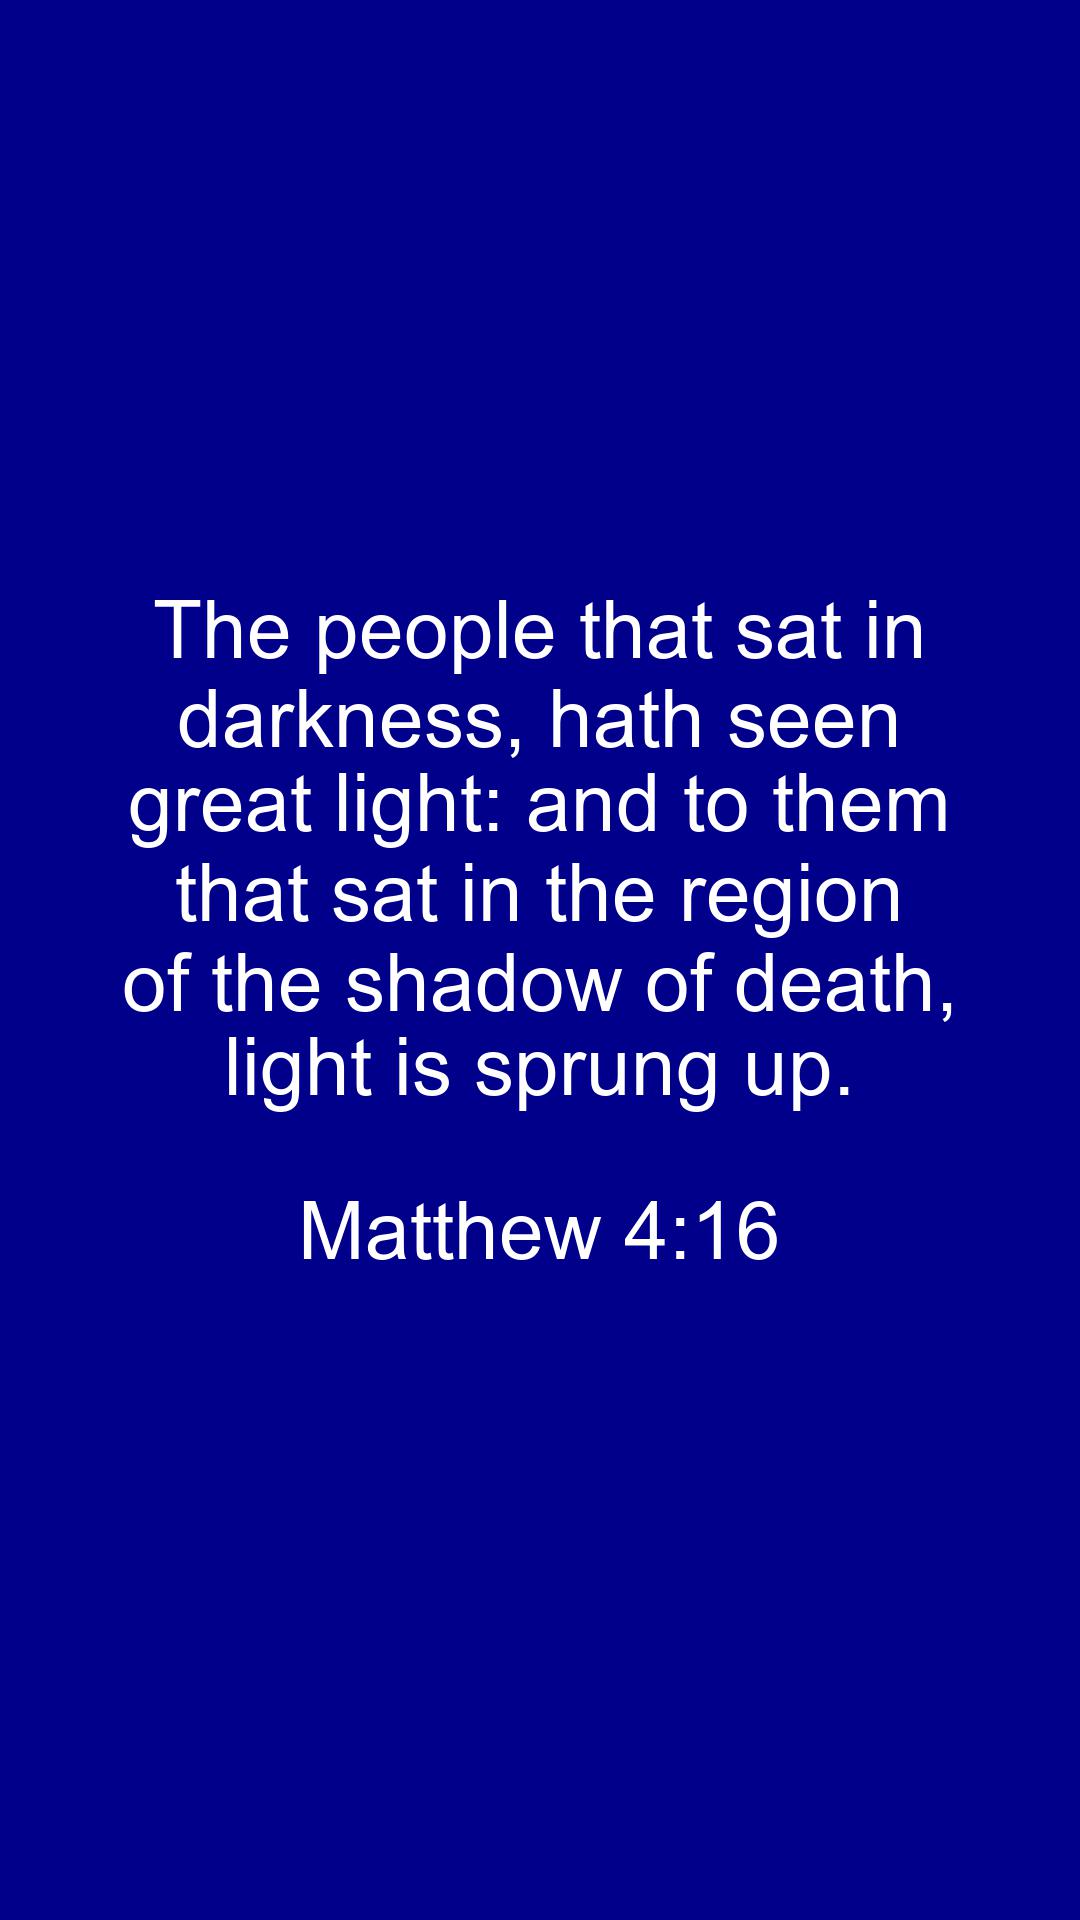 The people that sat in
darkness, hath seen
great light: and to them
that sat in the region
of the shadow of death,
light is sprung up.
Matthew 4:16